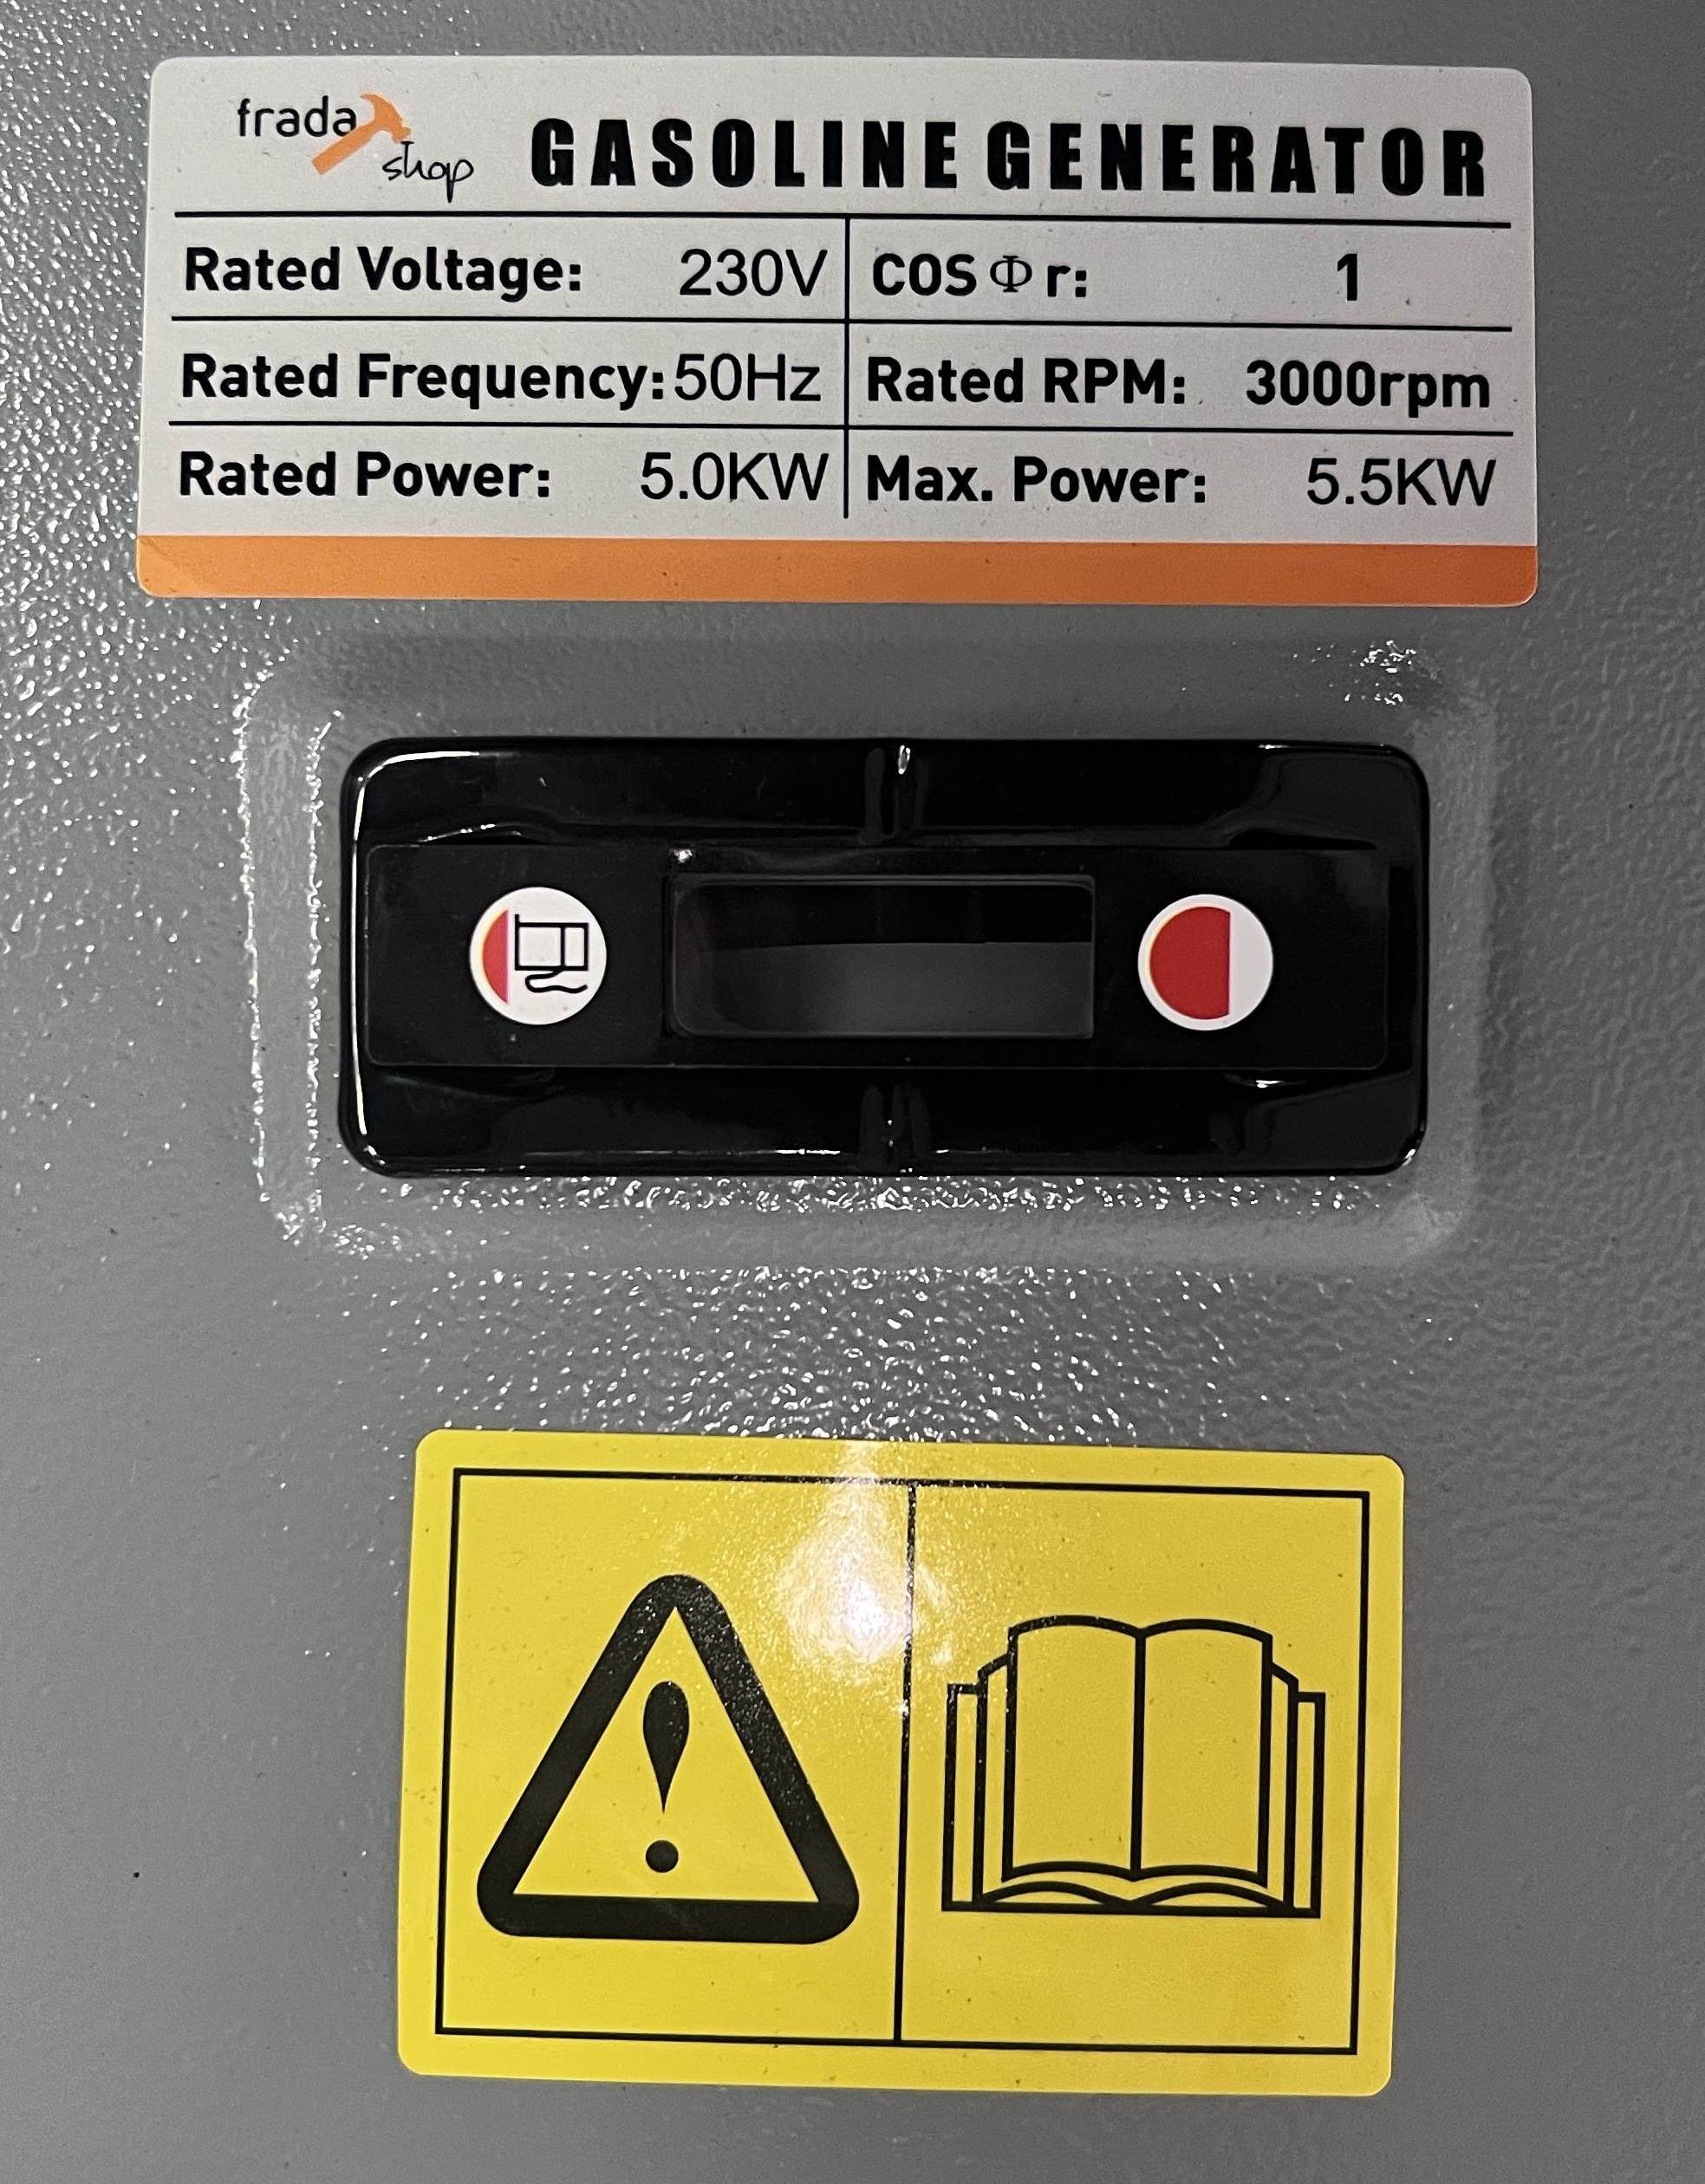 frada shop
GASOLINE GENERATOR
Rated Voltage: 230V COS Φ r: 1
Rated Frequency: 50Hz Rated RPM: 3000rpm
Rated Power: 5.0KW Max. Power: 5.5KW